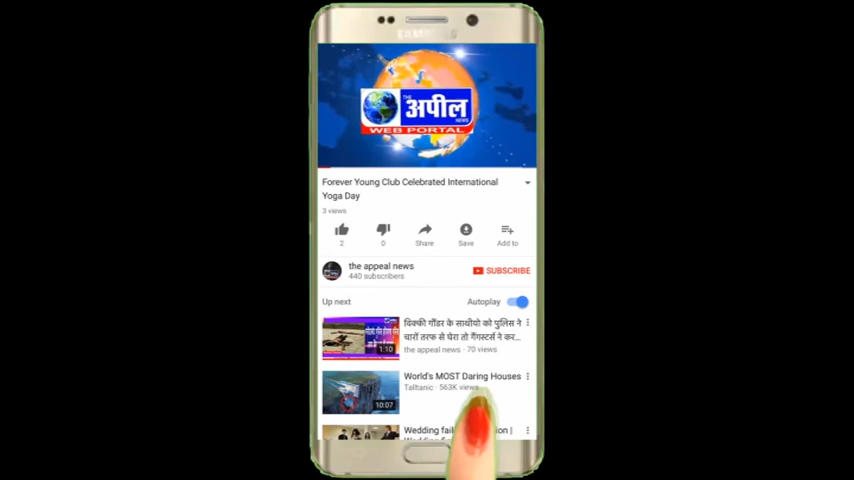 SAMSUNG
THE
अपील
NEWS
WEB PORTAL
Forever Young Club Celebrated International
Yoga Day
3 views
2
0
Share
Save
Add to
the appeal news
440 subscribers
SUBSCRIBE
Up next
Autoplay
विक्की गौंडर के साथीयो को पुलिस ने
चारों तरफ से घेरा तो गैंगस्टर्स ने कर...
the appeal news · 70 views
1:10
World's MOST Daring Houses
Talltanic · 563K views
10:07
Wedding